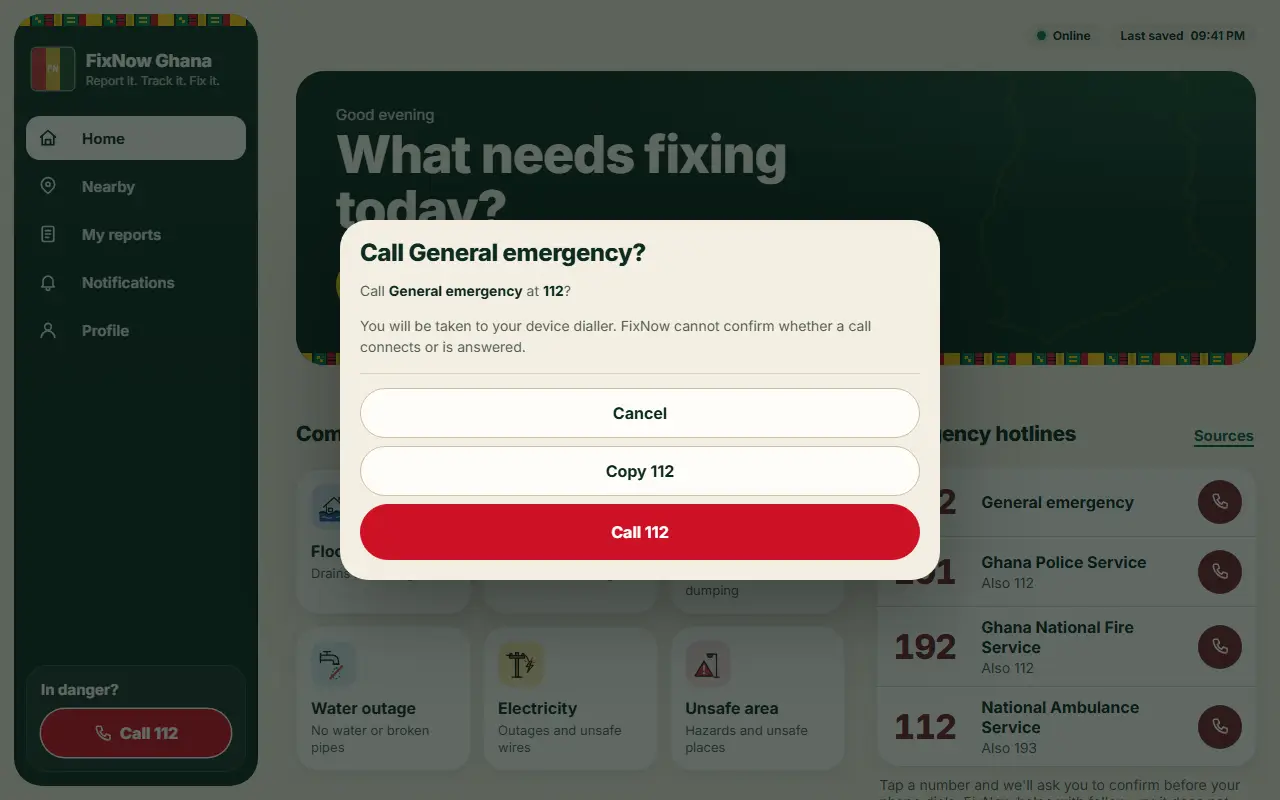 FixNow Ghana
Report it. Track it. Fix it.
Home
Nearby
My reports
Notifications
Profile
In danger?
Call 112
Online
Last saved 09:41 PM
Good evening
What needs fixing
today?
Call General emergency?
Call General emergency at 112?
You will be taken to your device dialler. FixNow cannot confirm whether a call
connects or is answered.
Cancel
Copy 112
Call 112
hotlines
Sources
Drains
dumping
Water outage
No water or broken
pipes
Electricity
Outages and unsafe
wires
Unsafe area
Hazards and unsafe
places
General emergency
Ghana Police Service
Also 112
192
Ghana National Fire
Service
Also 112
112
National Ambulance
Service
Also 193
Tap a number and we'll ask you to confirm before your